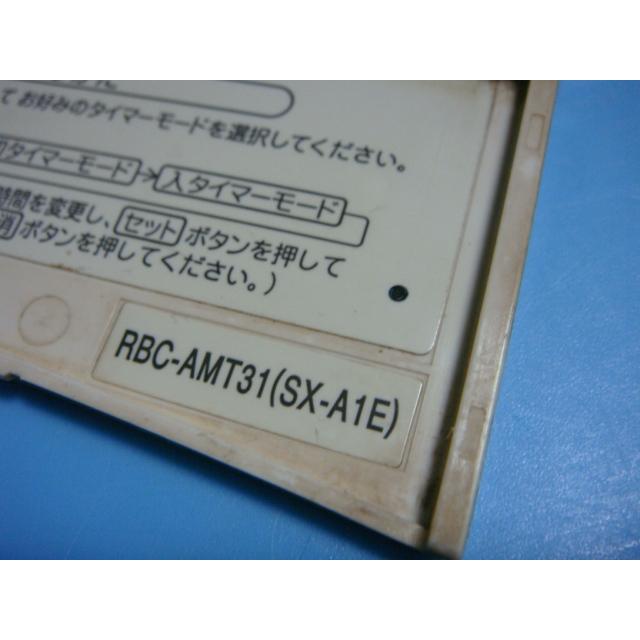 て お好みのタイマーモードを選択してください。
タイマーモード→入タイマーモード
時間を変更し、セットボタンを押して
消ボタンを押してください。)
RBC-AMT31(SX-A1E)